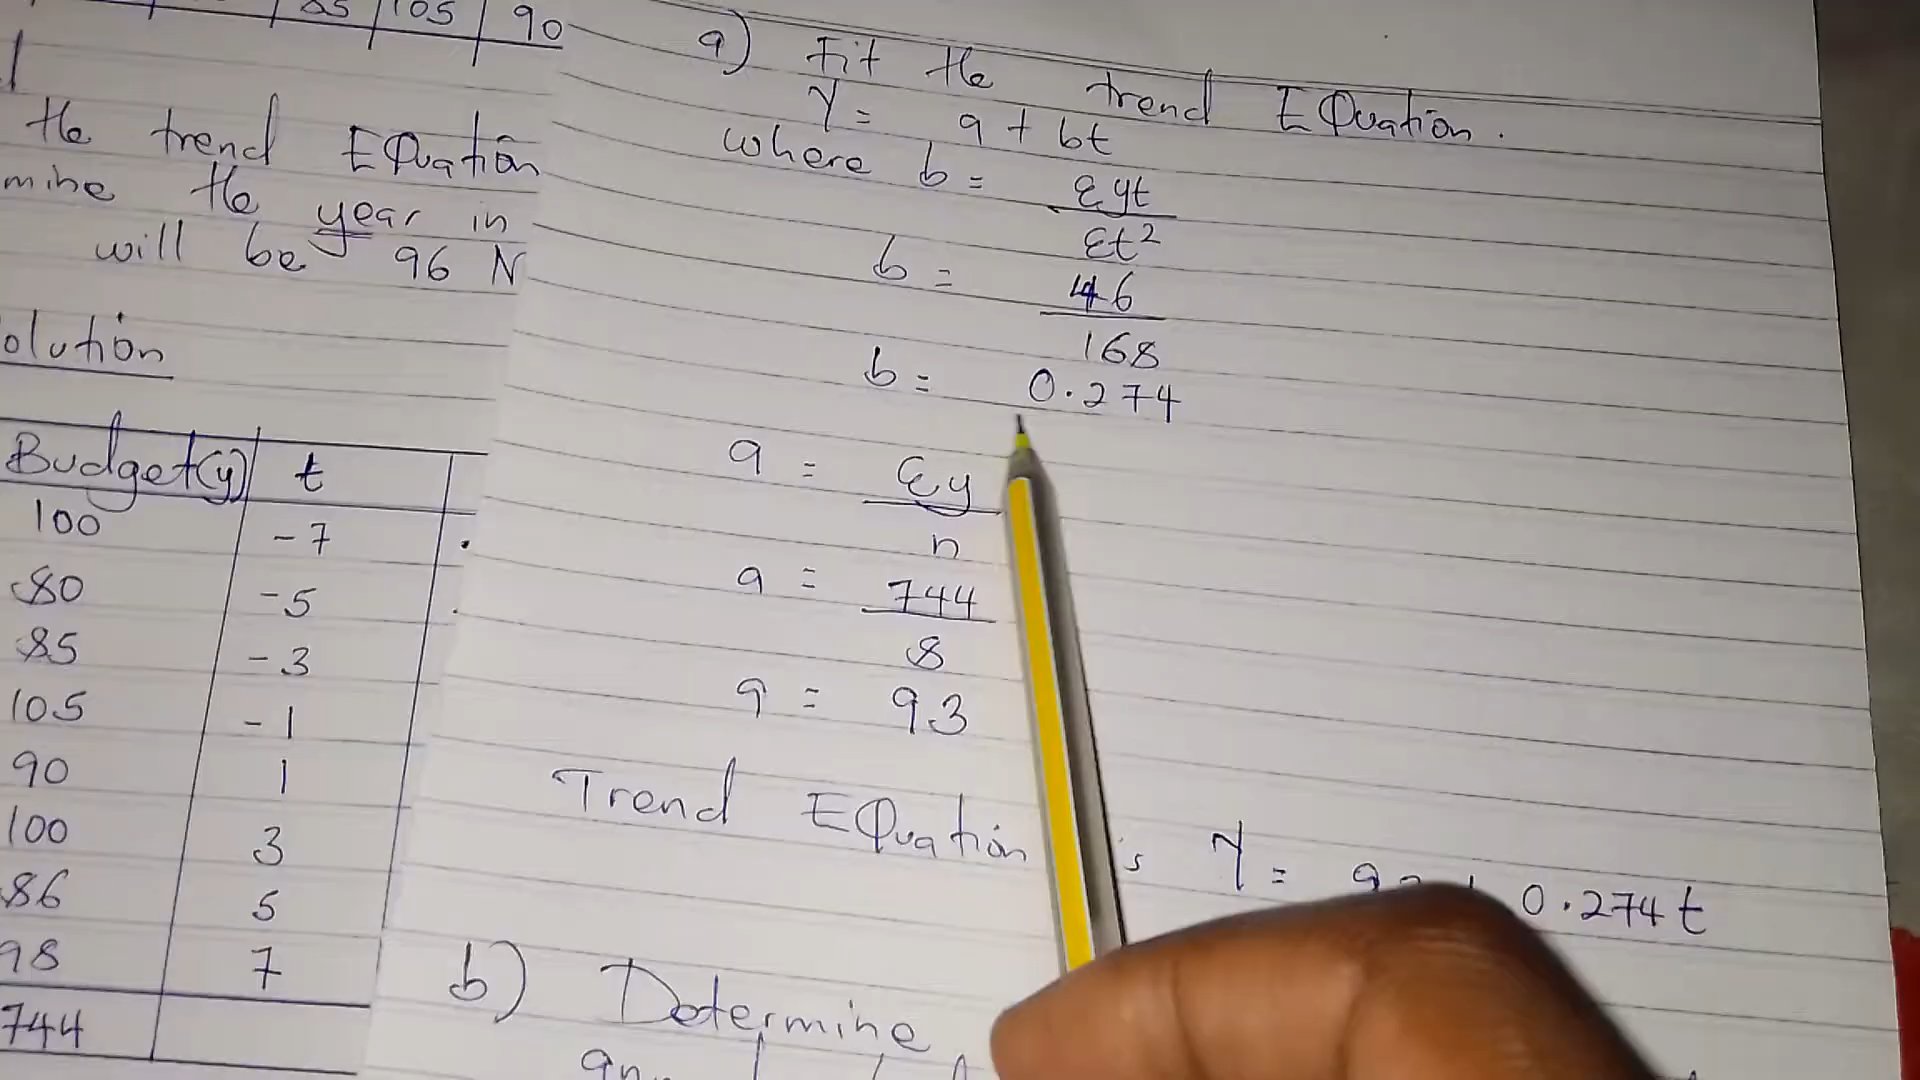 105 90
the trend Equation
mine the year in
will be 96 N
olution
Budget(y) t
100 -7
80 -5
85 -3
105 -1
90 1
100 3
86 5
98 7
744
a) Fit the trend Equation.
Y = a + bt
where b = Σyt
Σt²
b = 46
168
b = 0.274
a = Σy
n
a = 744
8
a = 93
Trend Equation is Y = 0.274t
b) Determine